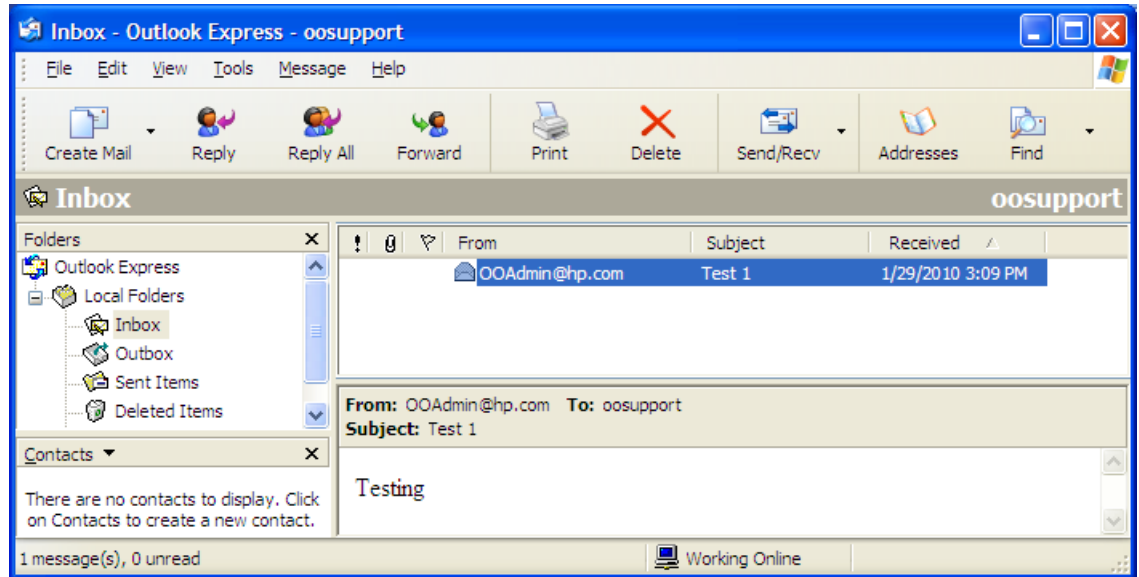 Inbox - Outlook Express - oosupport
File Edit View Tools Message Help
Create Mail Reply Reply All Forward Print Delete Send/Recv Addresses Find
Inbox oosupport
Folders
Outlook Express
Local Folders
Inbox
Outbox
Sent Items
Deleted Items
Contacts
There are no contacts to display. Click
on Contacts to create a new contact.
! From Subject Received
OOAdmin@hp.com Test 1 1/29/2010 3:09 PM
From: OOAdmin@hp.com To: oosupport
Subject: Test 1
Testing
1 message(s), 0 unread Working Online